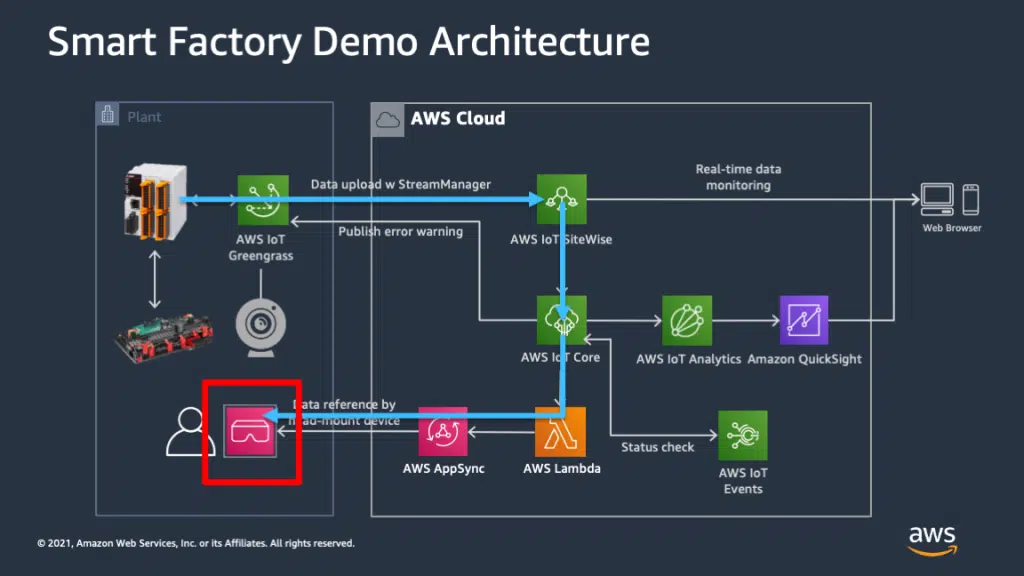 Smart Factory Demo Architecture
Plant
AWS Cloud
Data upload w StreamManager
Real-time data
monitoring
AWS IoT
Greengrass
Publish error warning
AWS IoT SiteWise
Web Browser
AWS IoT Core
AWS IoT Analytics
Amazon QuickSight
Data reference by
head-mount device
AWS AppSync
AWS Lambda
Status check
AWS IoT
Events
© 2021, Amazon Web Services, Inc. or its Affiliates. All rights reserved.
aws